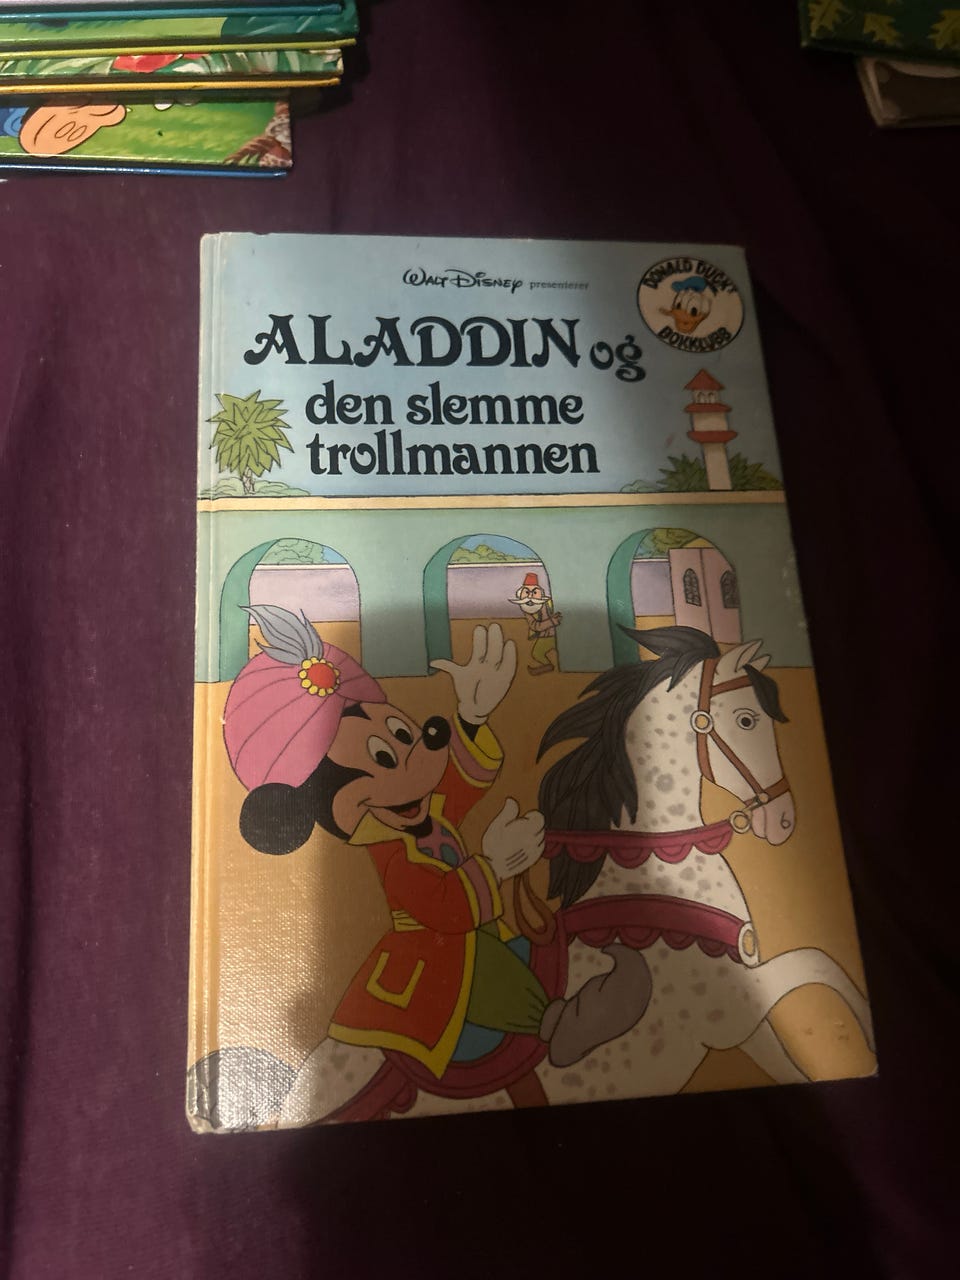 WALT DISNEY presenterer
DONALD DUCK'S
BOKKLUBB
ALADDIN og
den slemme
trollmannen